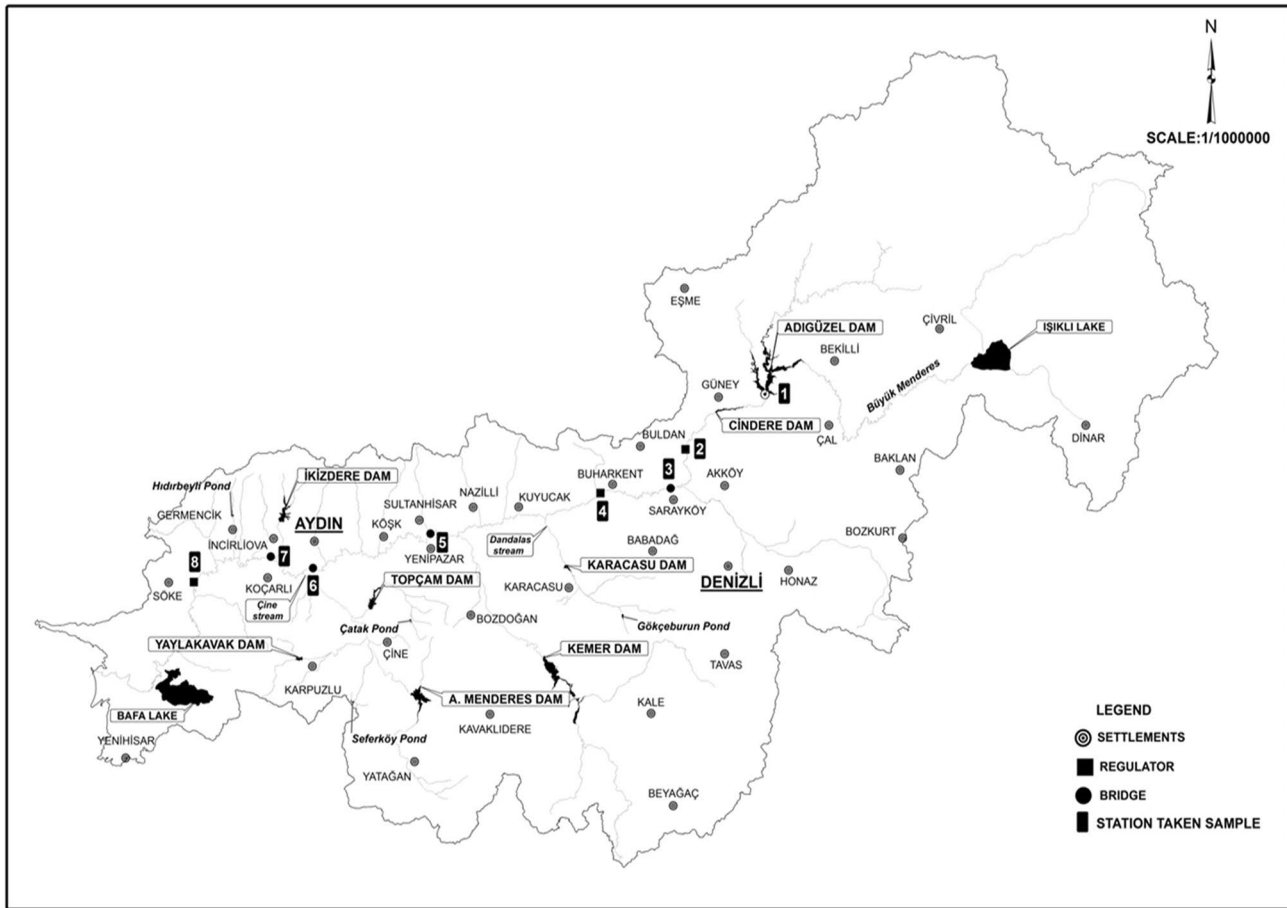 N
SCALE:1/1000000
EŞME
ADIGÜZEL DAM
ÇİVRİL
IŞIKLI LAKE
BEKİLLİ
Büyük Menderes
GÜNEY
1
CİNDERE DAM
ÇAL
DİNAR
BULDAN
2
BAKLAN
3
AKKÖY
BUHARKENT
SARAYKÖY
4
İKİZDERE DAM
Hıdırbeyli Pond
GERMENCİK
SULTANHİSAR
NAZİLLİ
KUYUCAK
AYDIN
KÖŞK
İNCİRLİOVA
5
YENİPAZAR
Dandalas
stream
BABADAĞ
BOZKURT
8
7
6
KOÇARLI
SÖKE
TOPÇAM DAM
KARACASU DAM
KARACASU
DENİZLİ
HONAZ
Çine
stream
Çatak Pond
BOZDOĞAN
Gökçeburun Pond
YAYLAKAVAK DAM
ÇİNE
KEMER DAM
TAVAS
KARPUZLU
A. MENDERES DAM
KALE
BAFA LAKE
KAVAKLIDERE
Seferköy Pond
YENİHİSAR
YATAĞAN
BEYAĞAÇ
LEGEND
SETTLEMENTS
REGULATOR
BRIDGE
STATION TAKEN SAMPLE